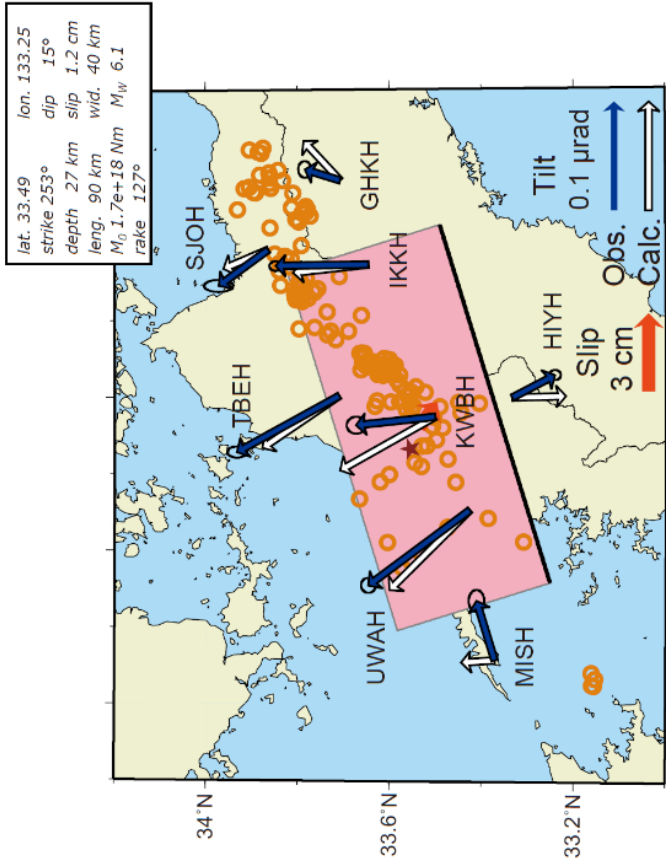 lat. 33.49 lon. 133.25
strike 253° dip 15°
depth 27 km slip 1.2 cm
leng. 90 km wid. 40 km
M₀ 1.7e+18 Nm M_W 6.1
rake 127°
34°N
33.6°N
33.2°N
SJOH
GHKH
IKKH
TBEH
KWBH
HIYH
UWAH
MISH
Tilt
0.1 μrad
Obs.
Calc.
Slip
3 cm